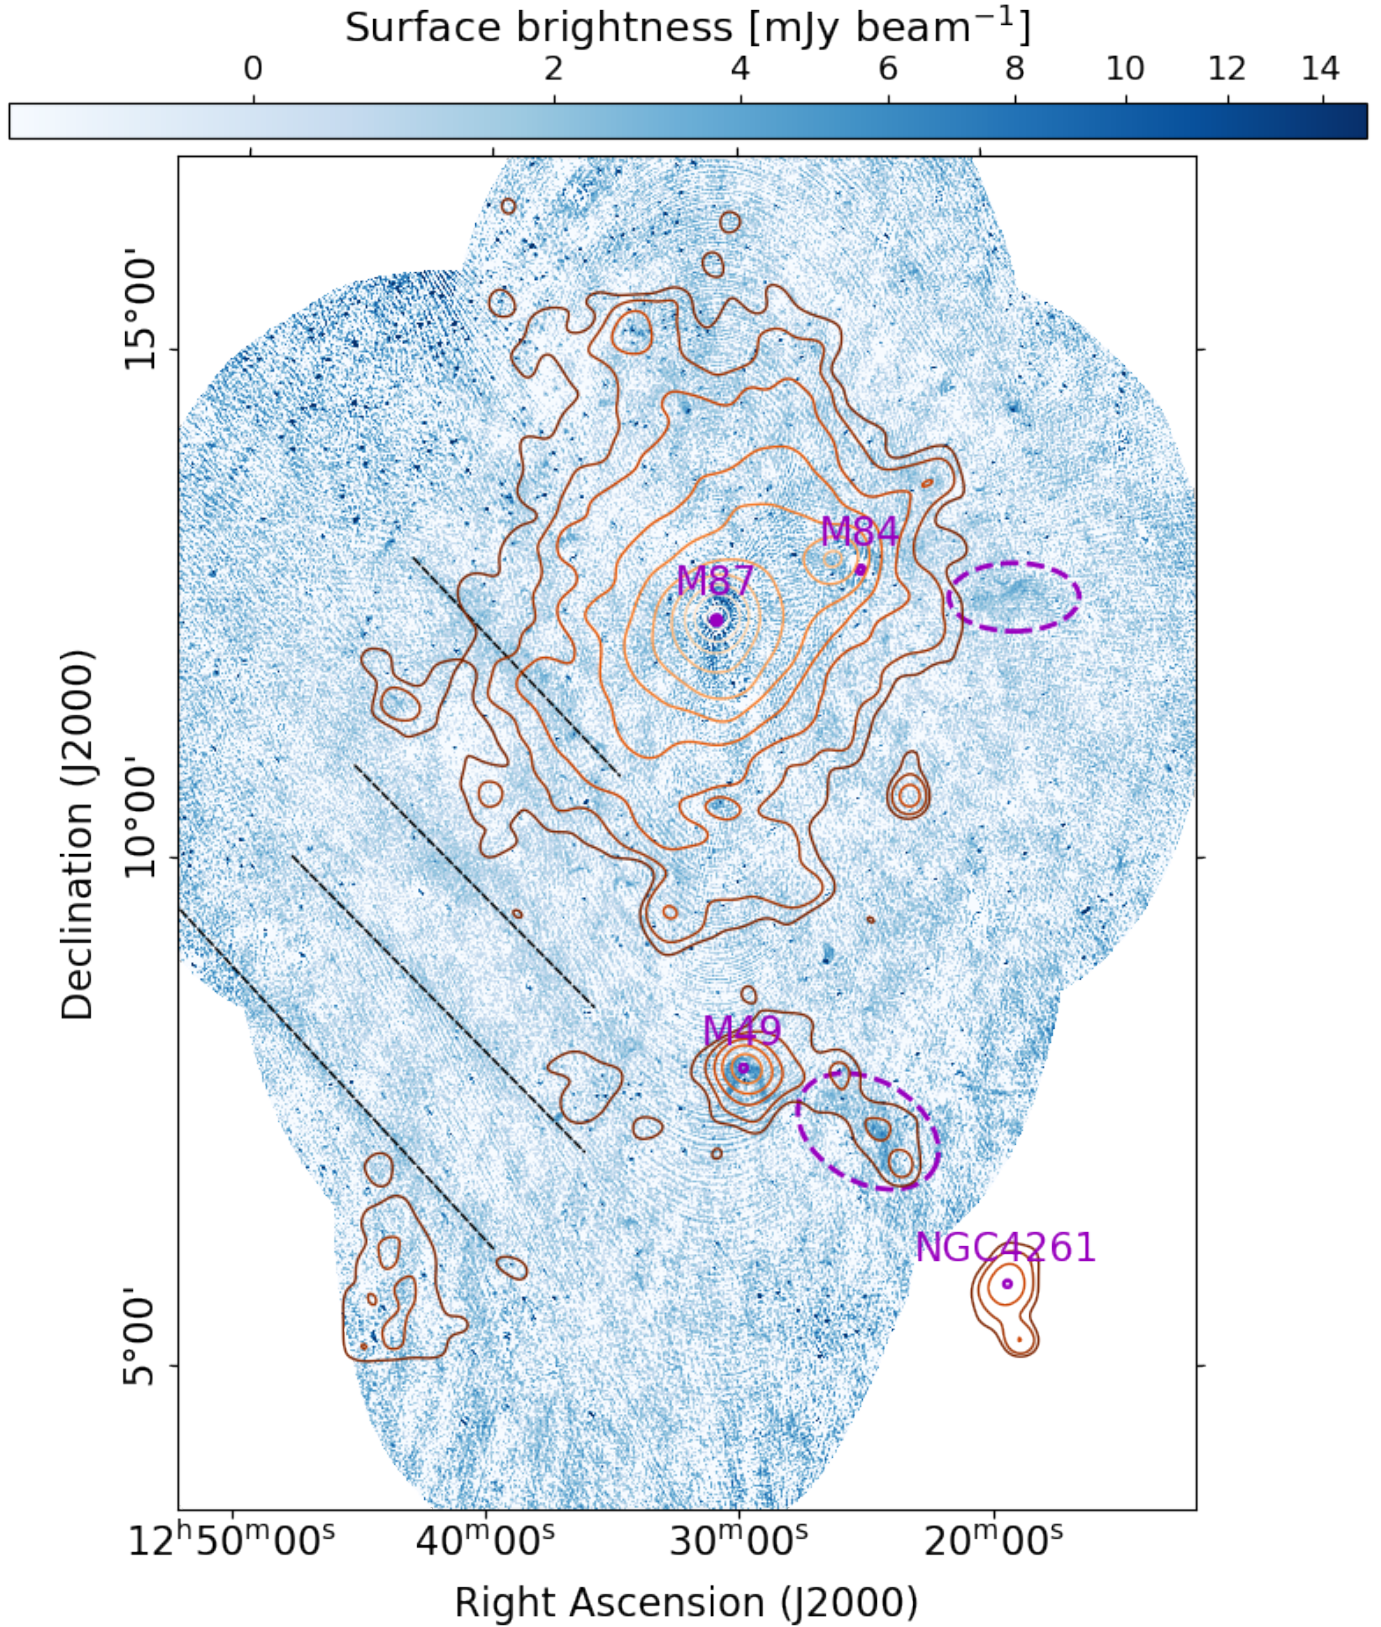 Surface brightness [mJy beam⁻¹]
0 2 4 6 8 10 12 14
15°00'
M84
M87
10°00'
Declination (J2000)
M49
NGC4261
5°00'
12ʰ50ᵐ00ˢ 40ᵐ00ˢ 30ᵐ00ˢ 20ᵐ00ˢ
Right Ascension (J2000)